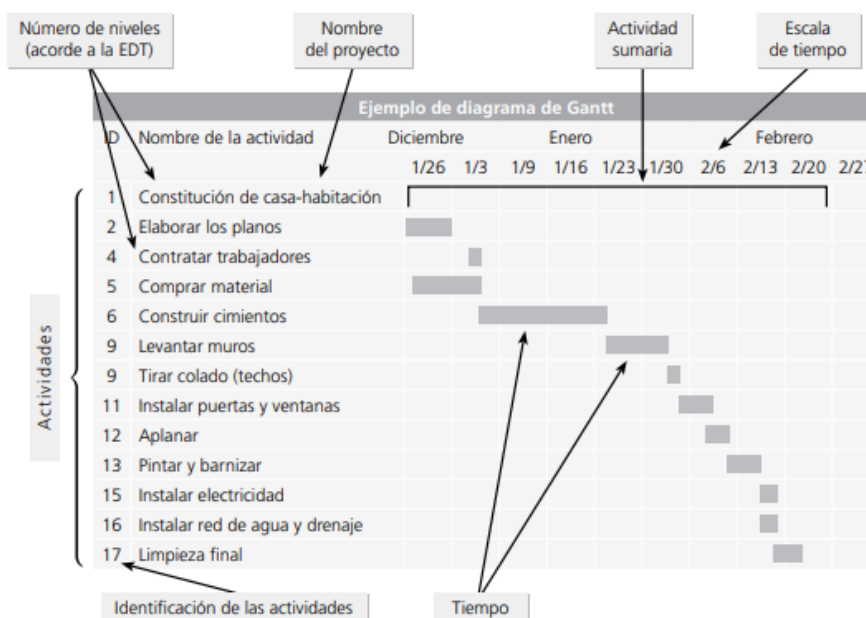 Número de niveles
(acorde a la EDT)
Nombre
del proyecto
Actividad
sumaria
Escala
de tiempo
Ejemplo de diagrama de Gantt
ID Nombre de la actividad Diciembre Enero Febrero
1/26 1/3 1/9 1/16 1/23 1/30 2/6 2/13 2/20 2/27
1 Constitución de casa-habitación
2 Elaborar los planos
4 Contratar trabajadores
5 Comprar material
6 Construir cimientos
9 Levantar muros
9 Tirar colado (techos)
11 Instalar puertas y ventanas
12 Aplanar
13 Pintar y barnizar
15 Instalar electricidad
16 Instalar red de agua y drenaje
17 Limpieza final
Actividades
Identificación de las actividades
Tiempo